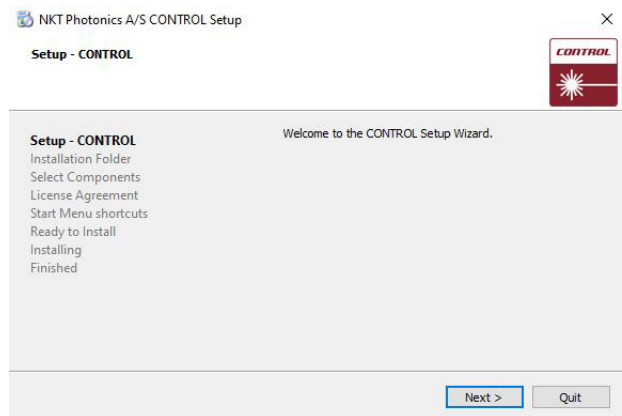 NKT Photonics A/S CONTROL Setup
Setup - CONTROL
CONTROL
Setup - CONTROL
Welcome to the CONTROL Setup Wizard.
Installation Folder
Select Components
License Agreement
Start Menu shortcuts
Ready to Install
Installing
Finished
Next >
Quit